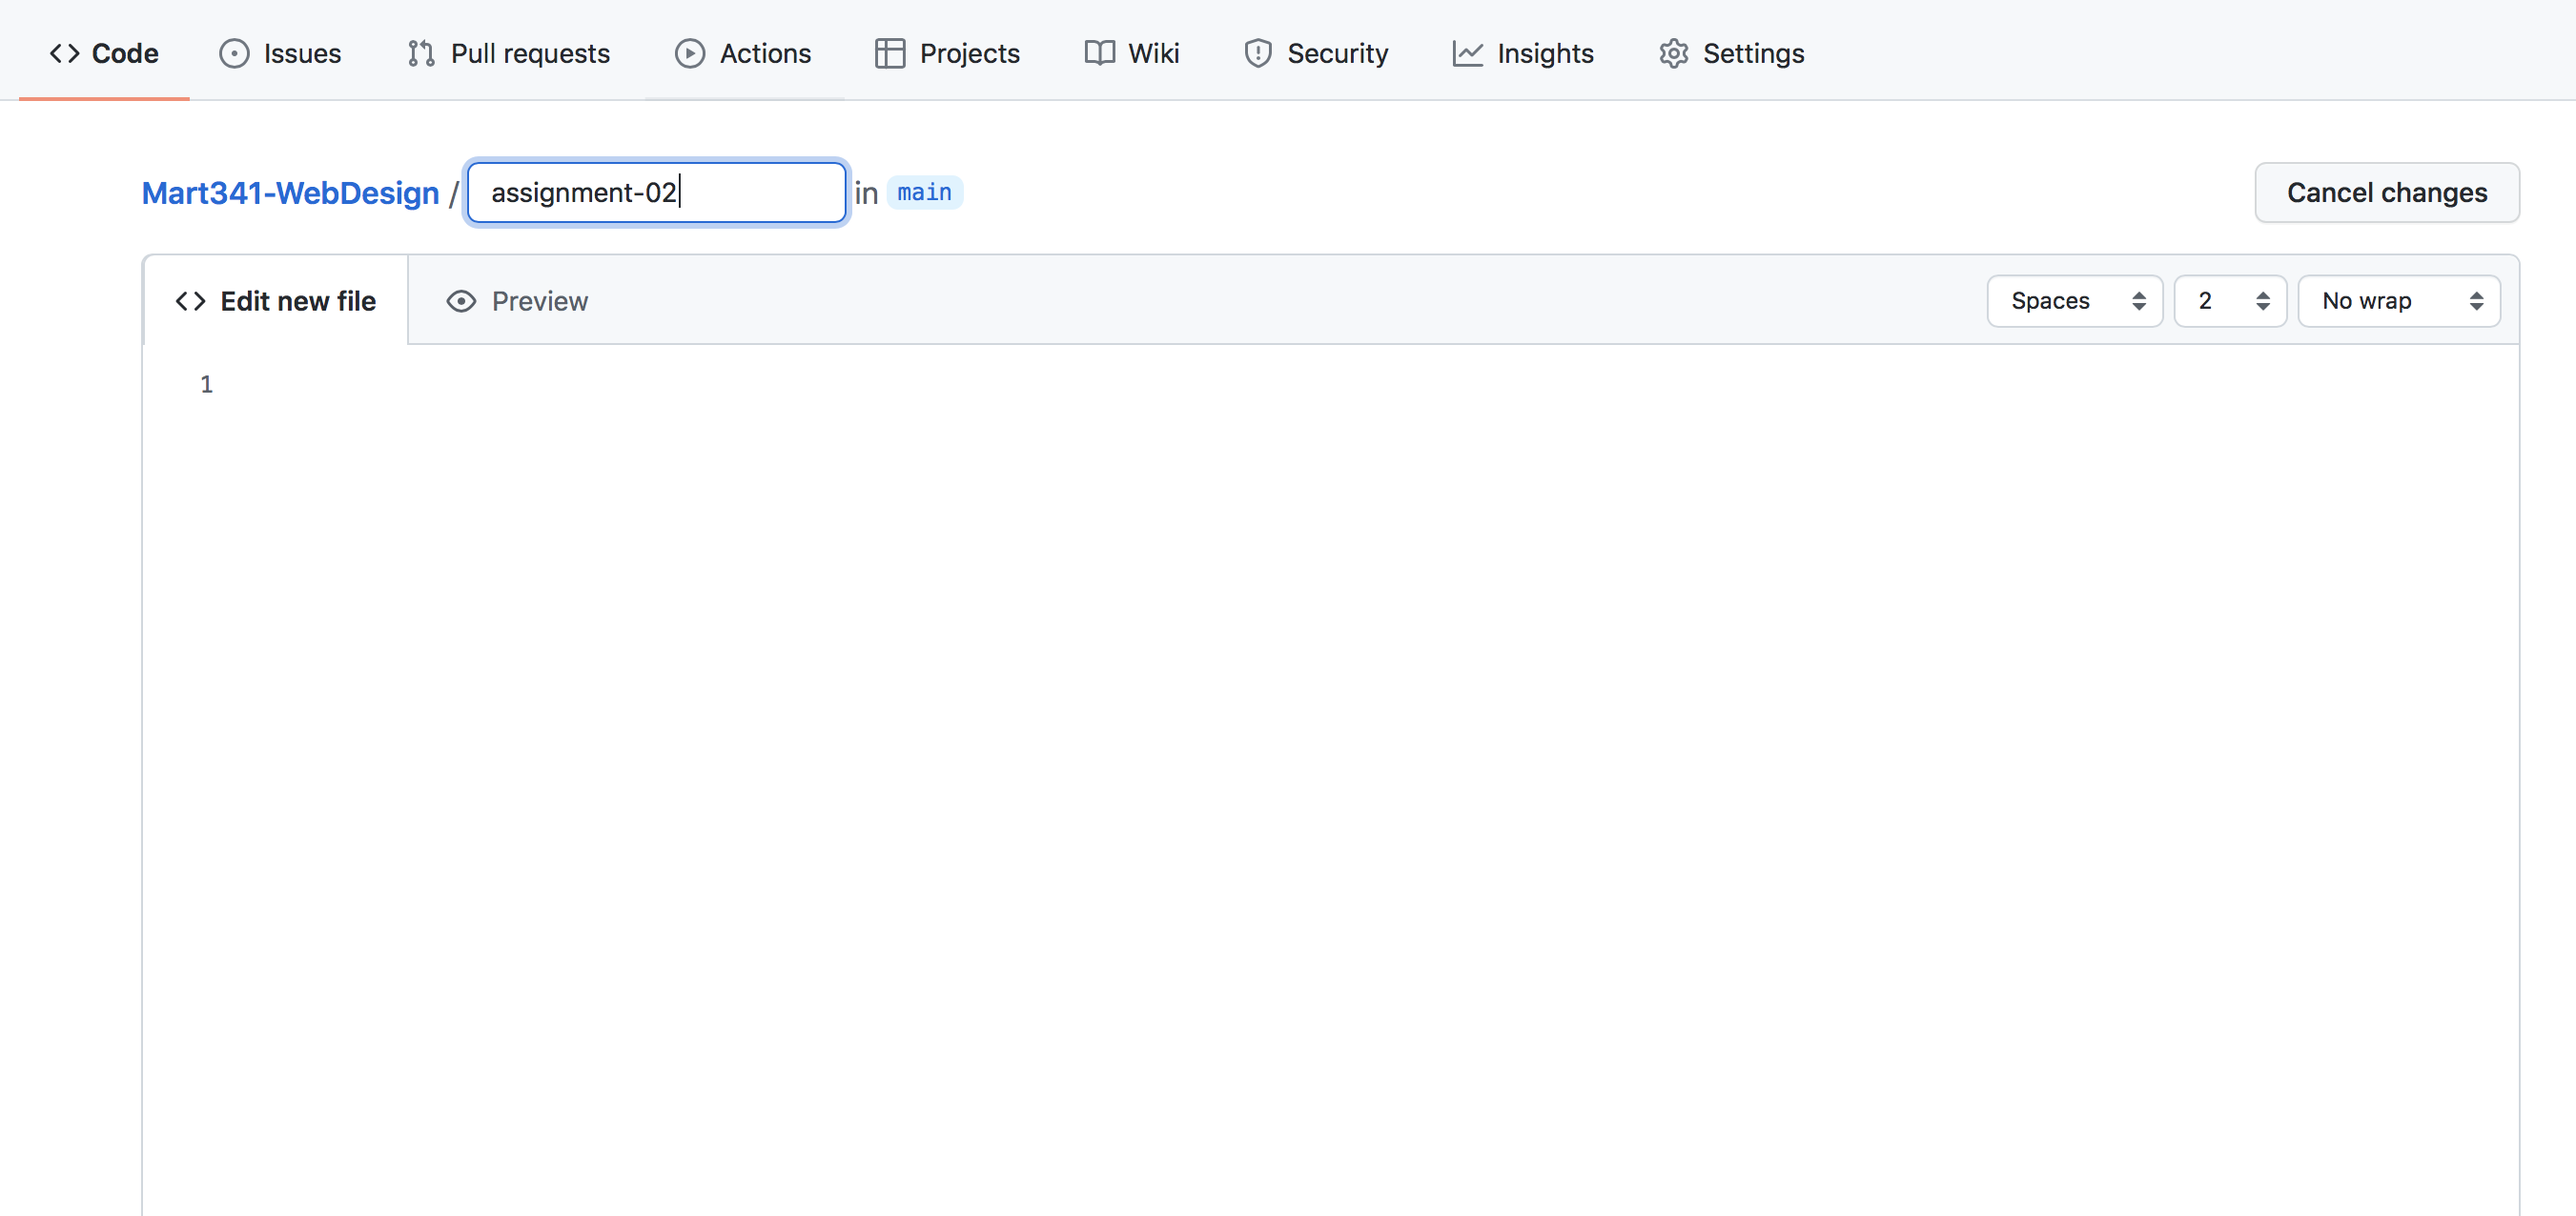 Code Issues Pull requests Actions Projects Wiki Security Insights Settings
Mart341-WebDesign / assignment-02 in main Cancel changes
Edit new file Preview Spaces 2 No wrap
1